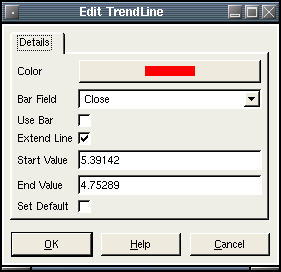 Edit TrendLine
Details
Color
Bar Field Close
Use Bar
Extend Line
Start Value 5.39142
End Value 4.75289
Set Default
OK Help Cancel